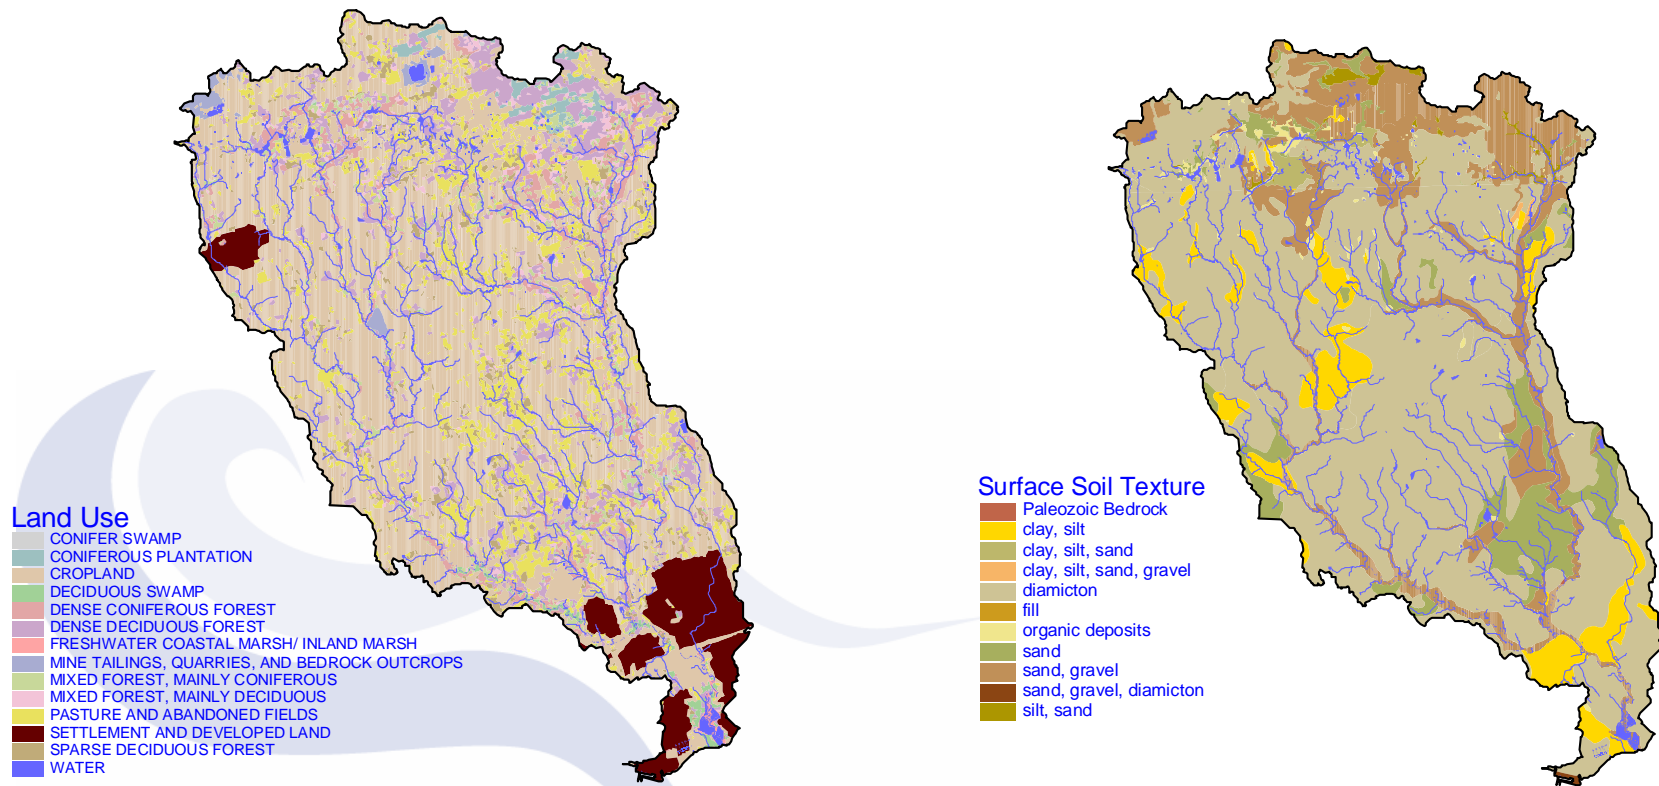 Land Use
CONIFER SWAMP
CONIFEROUS PLANTATION
CROPLAND
DECIDUOUS SWAMP
DENSE CONIFEROUS FOREST
DENSE DECIDUOUS FOREST
FRESHWATER COASTAL MARSH/ INLAND MARSH
MINE TAILINGS, QUARRIES, AND BEDROCK OUTCROPS
MIXED FOREST, MAINLY CONIFEROUS
MIXED FOREST, MAINLY DECIDUOUS
PASTURE AND ABANDONED FIELDS
SETTLEMENT AND DEVELOPED LAND
SPARSE DECIDUOUS FOREST
WATER
Surface Soil Texture
Paleozoic Bedrock
clay, silt
clay, silt, sand
clay, silt, sand, gravel
diamicton
fill
organic deposits
sand
sand, gravel
sand, gravel, diamicton
silt, sand